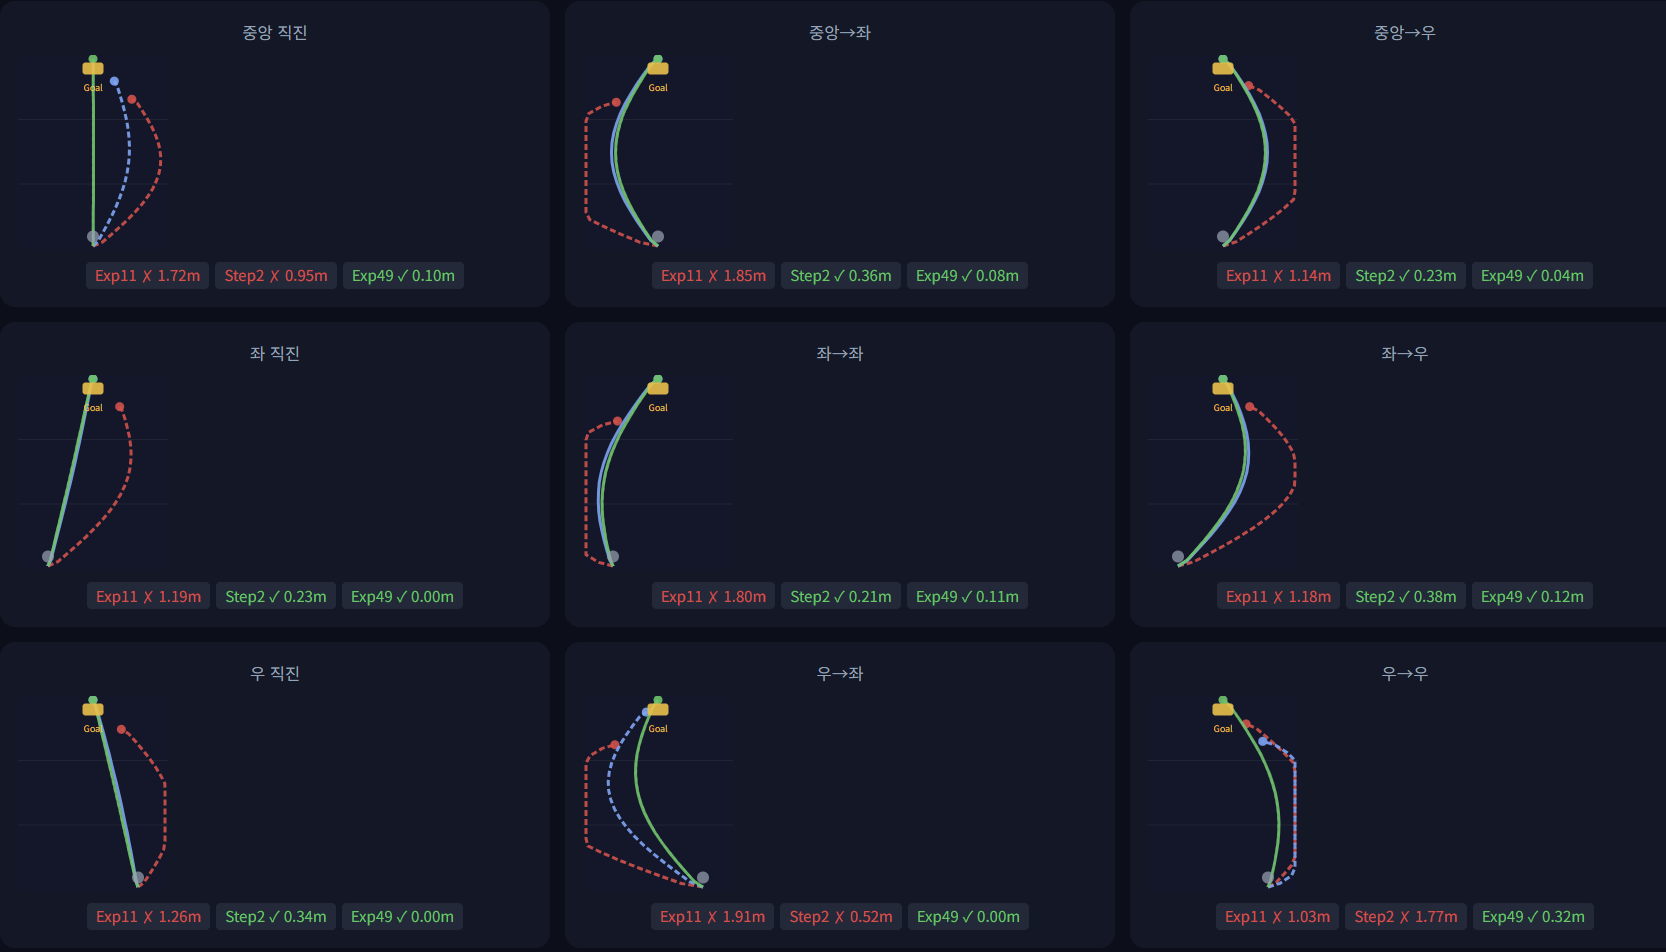 중앙 직진
Goal
Exp11 ✗ 1.72m Step2 ✗ 0.95m Exp49 ✓ 0.10m
중앙→좌
Goal
Exp11 ✗ 1.85m Step2 ✓ 0.36m Exp49 ✓ 0.08m
중앙→우
Goal
Exp11 ✗ 1.14m Step2 ✓ 0.23m Exp49 ✓ 0.04m
좌 직진
Goal
Exp11 ✗ 1.19m Step2 ✓ 0.23m Exp49 ✓ 0.00m
좌→좌
Goal
Exp11 ✗ 1.80m Step2 ✓ 0.21m Exp49 ✓ 0.11m
좌→우
Goal
Exp11 ✗ 1.18m Step2 ✓ 0.38m Exp49 ✓ 0.12m
우 직진
Goal
Exp11 ✗ 1.26m Step2 ✓ 0.34m Exp49 ✓ 0.00m
우→좌
Goal
Exp11 ✗ 1.91m Step2 ✗ 0.52m Exp49 ✓ 0.00m
우→우
Goal
Exp11 ✗ 1.03m Step2 ✗ 1.77m Exp49 ✓ 0.32m